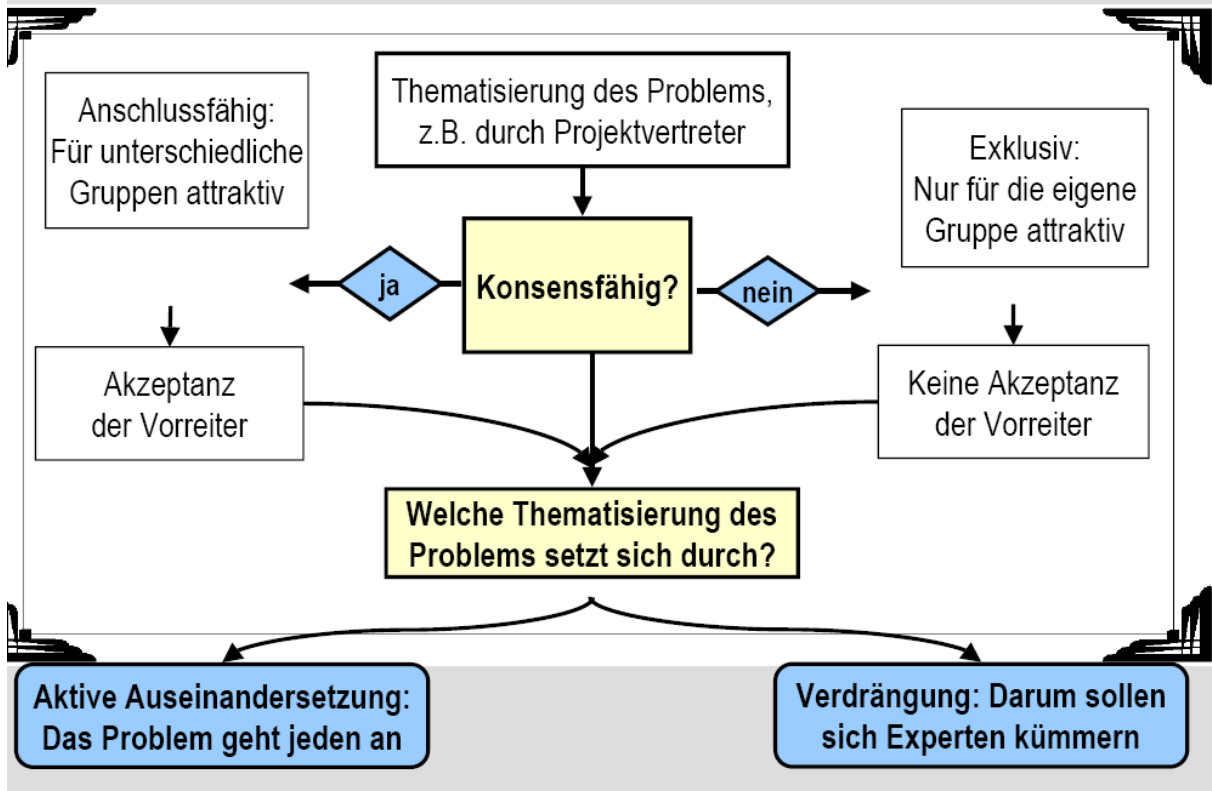 Thematisierung des Problems,
z.B. durch Projektvertreter
Anschlussfähig:
Für unterschiedliche
Gruppen attraktiv
Exklusiv:
Nur für die eigene
Gruppe attraktiv
ja
Konsensfähig?
nein
Akzeptanz
der Vorreiter
Keine Akzeptanz
der Vorreiter
Welche Thematisierung des
Problems setzt sich durch?
Aktive Auseinandersetzung:
Das Problem geht jeden an
Verdrängung: Darum sollen
sich Experten kümmern